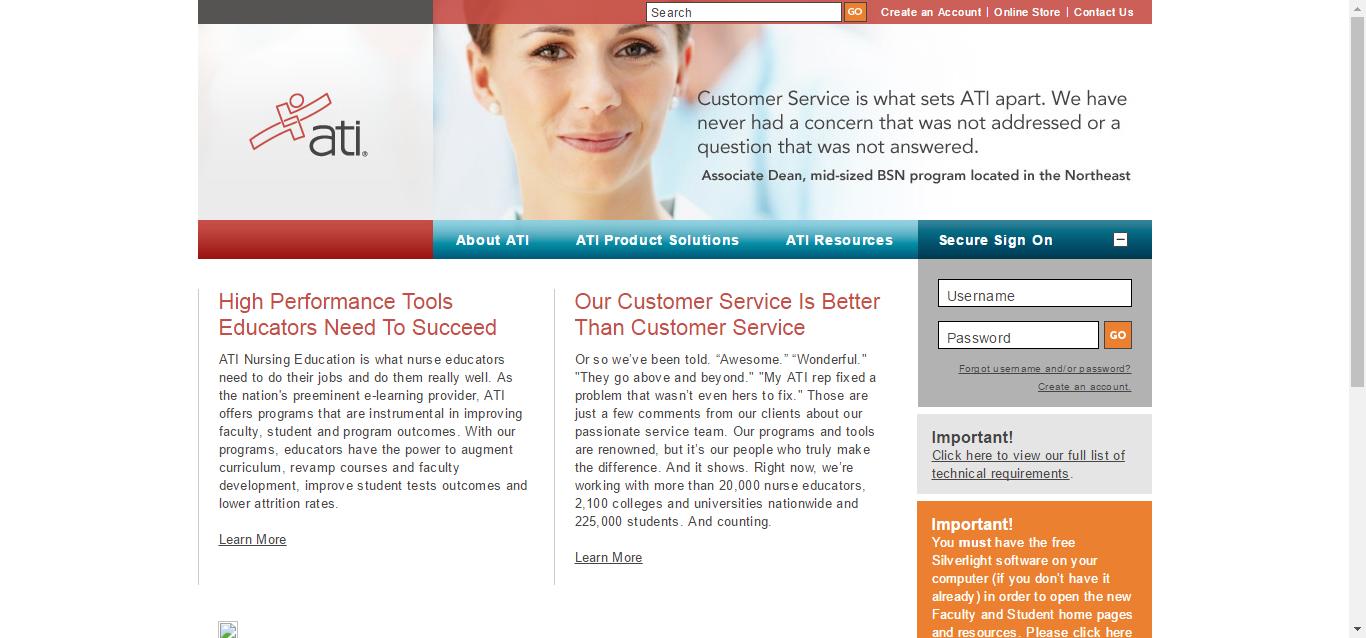 Search
GO
Create an Account | Online Store | Contact Us
ati®
Customer Service is what sets ATI apart. We have
never had a concern that was not addressed or a
question that was not answered.
Associate Dean, mid-sized BSN program located in the Northeast
About ATI
ATI Product Solutions
ATI Resources
Secure Sign On
High Performance Tools
Educators Need To Succeed
ATI Nursing Education is what nurse educators
need to do their jobs and do them really well. As
the nation's preeminent e-learning provider, ATI
offers programs that are instrumental in improving
faculty, student and program outcomes. With our
programs, educators have the power to augment
curriculum, revamp courses and faculty
development, improve student tests outcomes and
lower attrition rates.
Learn More
Our Customer Service Is Better
Than Customer Service
Or so we've been told. “Awesome.” “Wonderful."
"They go above and beyond." "My ATI rep fixed a
problem that wasn't even hers to fix." Those are
just a few comments from our clients about our
passionate service team. Our programs and tools
are renowned, but it's our people who truly make
the difference. And it shows. Right now, we're
working with more than 20,000 nurse educators,
2,100 colleges and universities nationwide and
225,000 students. And counting.
Learn More
Username
Password
GO
Forgot username and/or password?
Create an account.
Important!
Click here to view our full list of
technical requirements.
Important!
You must have the free
Silverlight software on your
computer (if you don't have it
already) in order to open the new
Faculty and Student home pages
and resources. Please click here